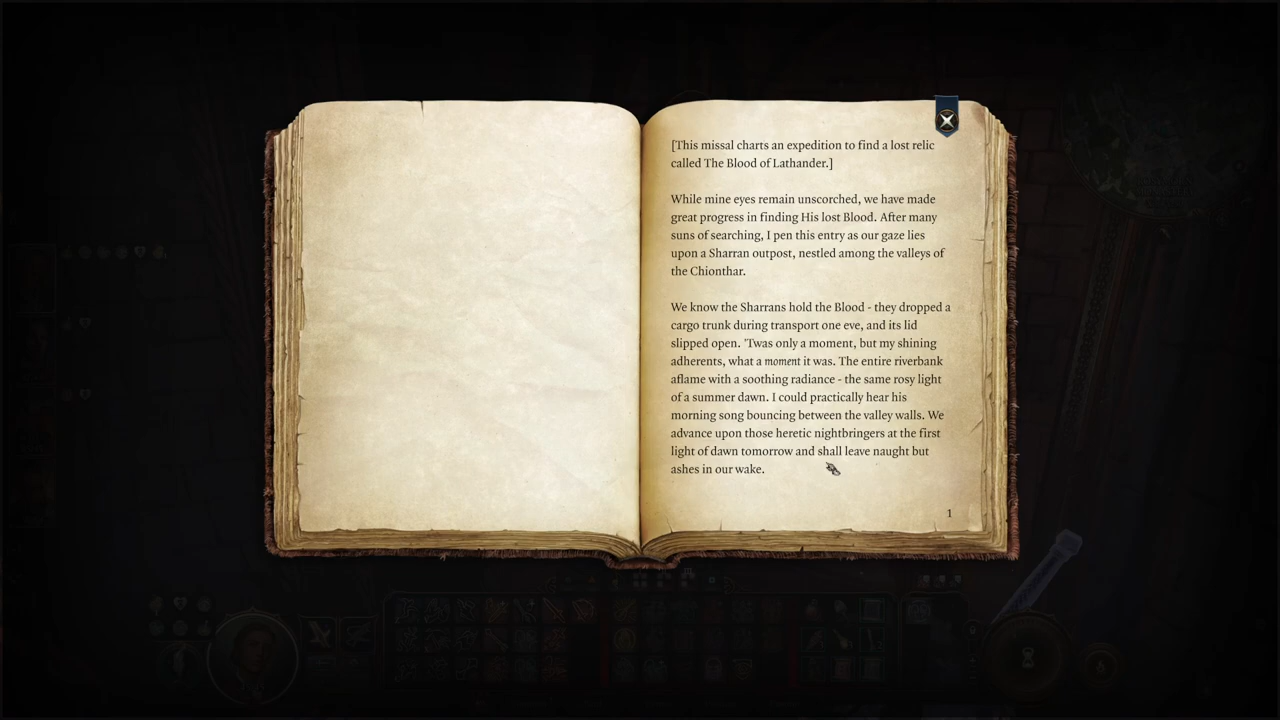 [This missal charts an expedition to find a lost relic
called The Blood of Lathander.]
While mine eyes remain unscorched, we have made
great progress in finding His lost Blood. After many
suns of searching, I pen this entry as our gaze lies
upon a Sharran outpost, nestled among the valleys of
the Chionthar.
We know the Sharrans hold the Blood - they dropped a
cargo trunk during transport one eve, and its lid
slipped open. 'Twas only a moment, but my shining
adherents, what a moment it was. The entire riverbank
aflame with a soothing radiance - the same rosy light
of a summer dawn. I could practically hear his
morning song bouncing between the valley walls. We
advance upon those heretic nightbringers at the first
light of dawn tomorrow and shall leave naught but
ashes in our wake.
1